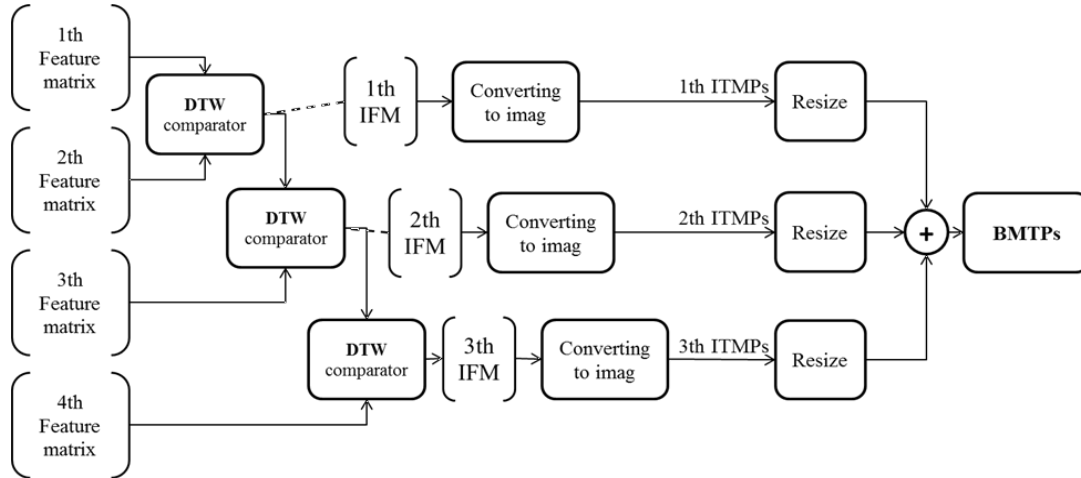 1th
Feature
matrix
2th
Feature
matrix
3th
Feature
matrix
4th
Feature
matrix
DTW
comparator
DTW
comparator
DTW
comparator
1th
IFM
Converting
to imag
1th ITMPs
Resize
2th
IFM
Converting
to imag
2th ITMPs
Resize
3th
IFM
Converting
to imag
3th ITMPs
Resize
+
BMTPs